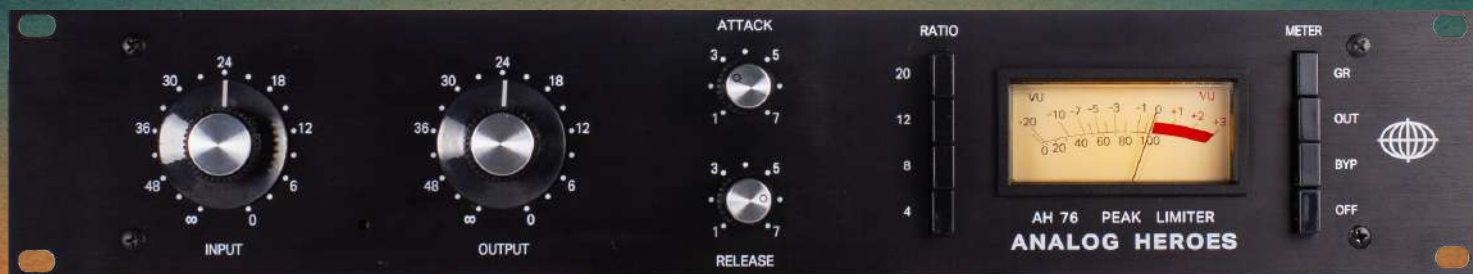 ATTACK
RATIO
METER
24
30
18
36
12
48
6
∞
0
INPUT
24
30
18
36
12
48
6
∞
0
OUTPUT
3
5
1
7
3
5
1
7
RELEASE
20
12
8
4
VU
VU
-20 -10 -7 -5 -3 -1 0 +1 +2 +3
0 20 40 60 80 100
GR
OUT
BYP
OFF
AH 76 PEAK LIMITER
ANALOG HEROES